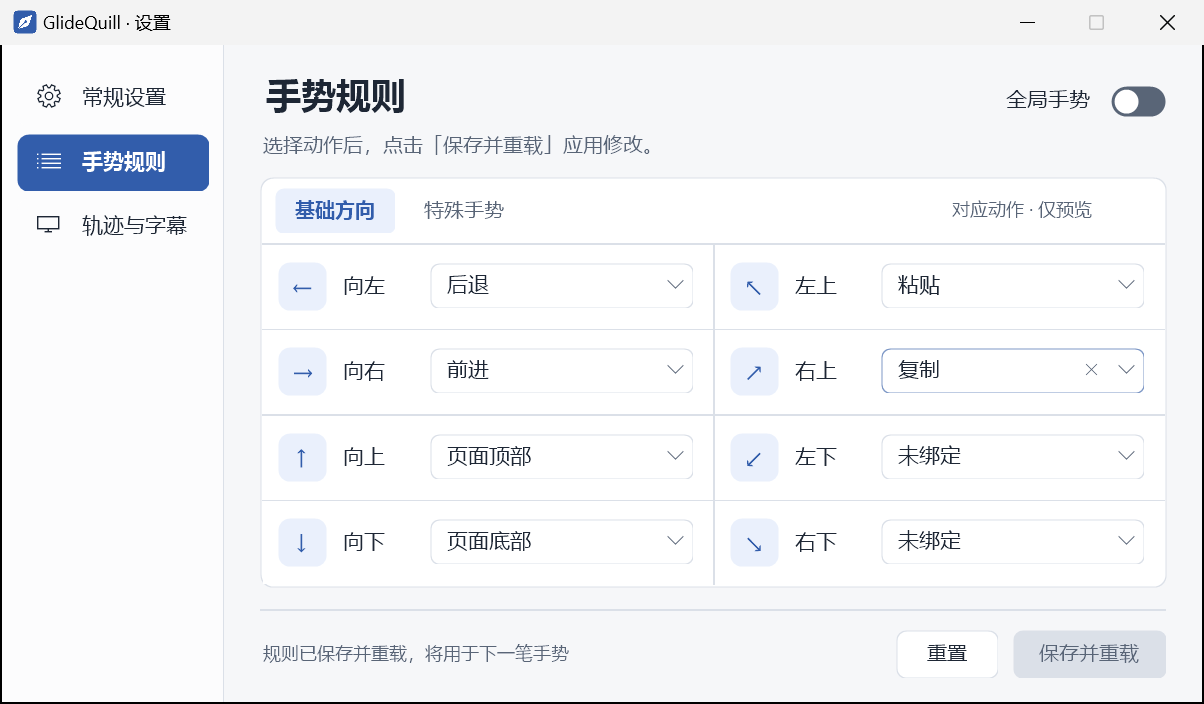 GlideQuill · 设置
常规设置
手势规则
轨迹与字幕
手势规则
全局手势
选择动作后，点击「保存并重载」应用修改。
基础方向
特殊手势
对应动作 · 仅预览
← 向左 后退
↖ 左上 粘贴
→ 向右 前进
↗ 右上 复制
↑ 向上 页面顶部
↙ 左下 未绑定
↓ 向下 页面底部
↘ 右下 未绑定
规则已保存并重载，将用于下一笔手势
重置
保存并重载